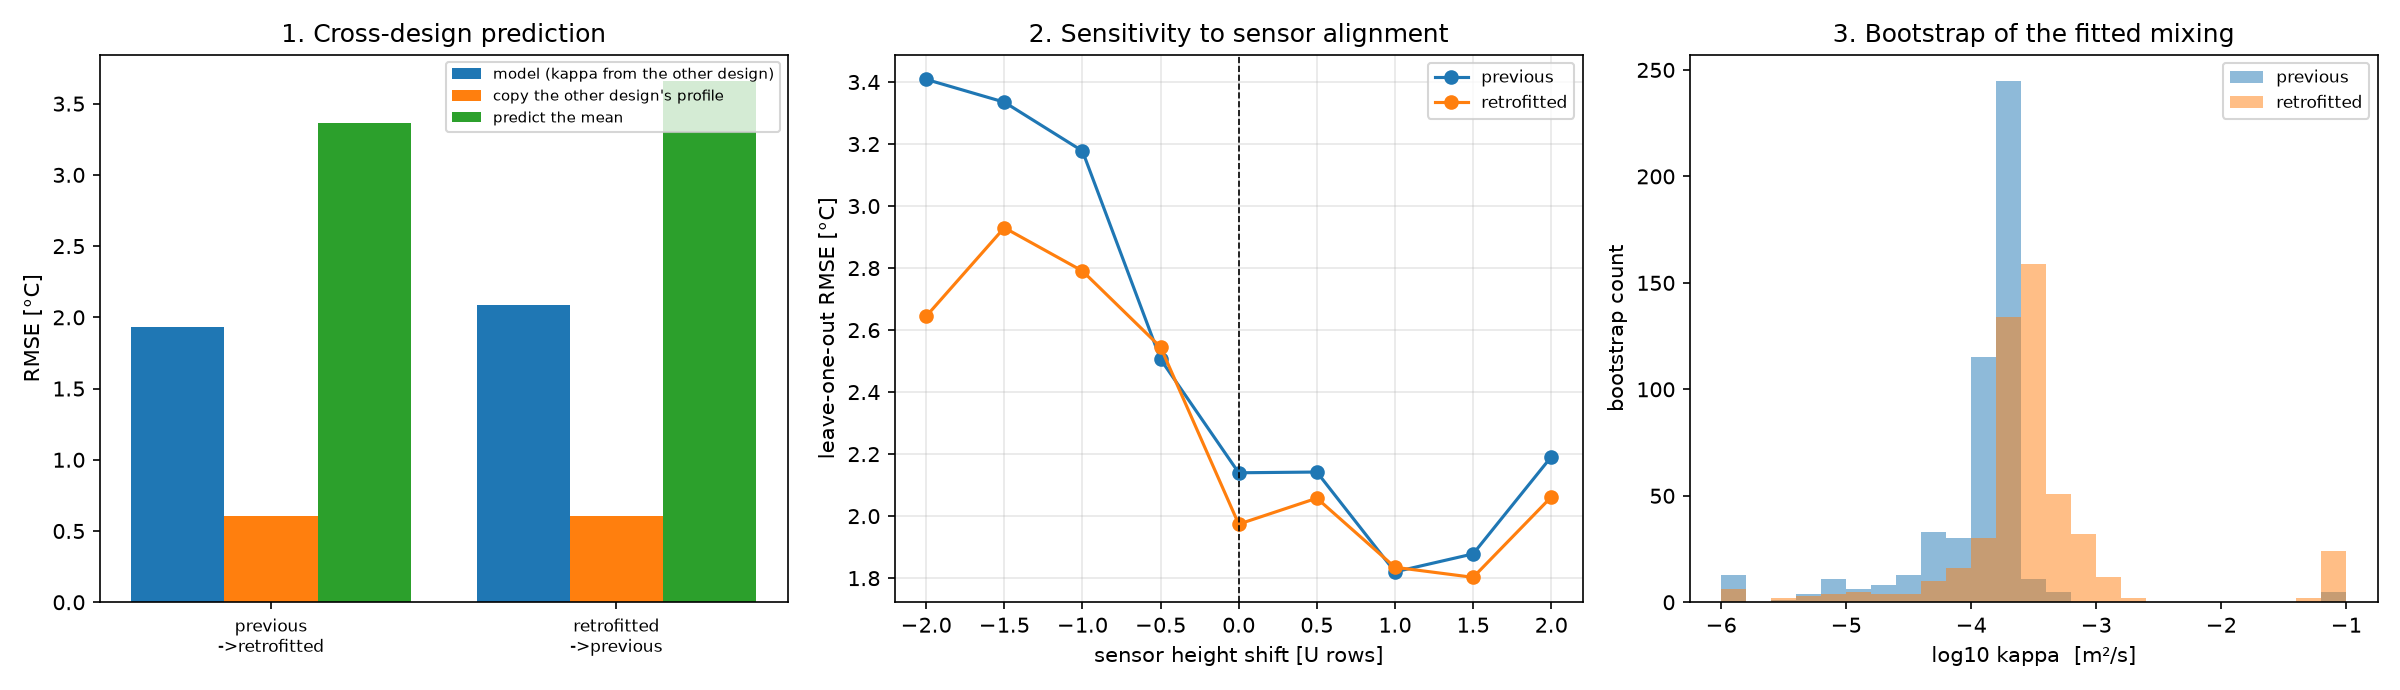 1. Cross-design prediction
RMSE [°C]
3.5
3.0
2.5
2.0
1.5
1.0
0.5
0.0
model (kappa from the other design)
copy the other design's profile
predict the mean
previous
->retrofitted
retrofitted
->previous
2. Sensitivity to sensor alignment
leave-one-out RMSE [°C]
3.4
3.2
3.0
2.8
2.6
2.4
2.2
2.0
1.8
previous
retrofitted
−2.0 −1.5 −1.0 −0.5 0.0 0.5 1.0 1.5 2.0
sensor height shift [U rows]
3. Bootstrap of the fitted mixing
bootstrap count
250
200
150
100
50
0
previous
retrofitted
−6 −5 −4 −3 −2 −1
log10 kappa [m²/s]